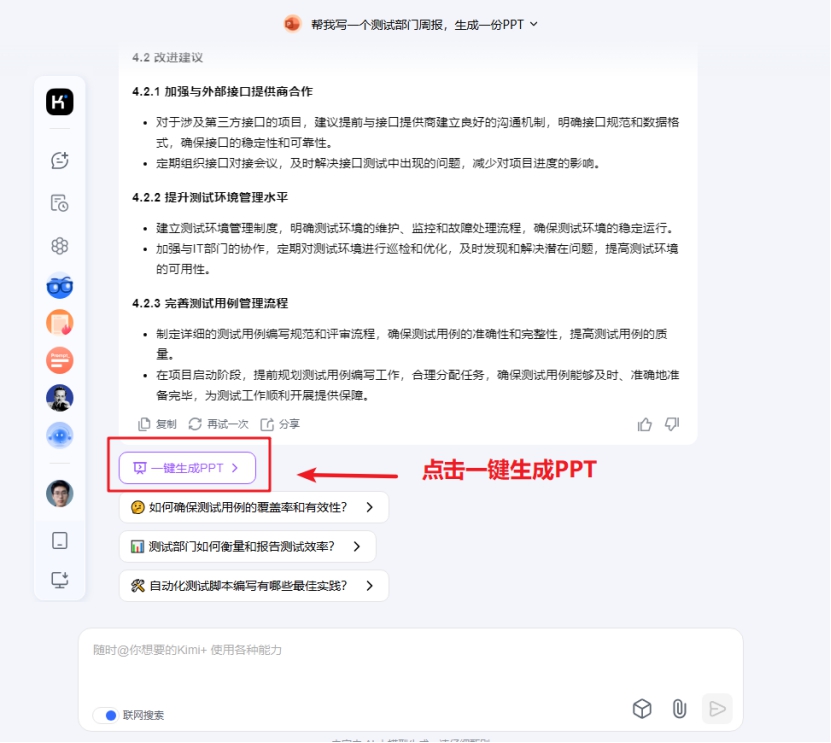 帮我写一个测试部门周报，生成一份PPT
4.2 改进建议
4.2.1 加强与外部接口提供商合作
• 对于涉及第三方接口的项目，建议提前与接口提供商建立良好的沟通机制，明确接口规范和数据格
式，确保接口的稳定性和可靠性。
• 定期组织接口对接会议，及时解决接口测试中出现的问题，减少对项目进度的影响。
4.2.2 提升测试环境管理水平
• 建立测试环境管理制度，明确测试环境的维护、监控和故障处理流程，确保测试环境的稳定运行。
• 加强与IT部门的协作，定期对测试环境进行巡检和优化，及时发现和解决潜在问题，提高测试环境
的可用性。
4.2.3 完善测试用例管理流程
• 制定详细的测试用例编写规范和评审流程，确保测试用例的准确性和完整性，提高测试用例的质
量。
• 在项目启动阶段，提前规划测试用例编写工作，合理分配任务，确保测试用例能够及时、准确地准
备完毕，为测试工作顺利开展提供保障。
复制 再试一次 分享
一键生成PPT
点击一键生成PPT
如何确保测试用例的覆盖率和有效性？
测试部门如何衡量和报告测试效率？
自动化测试脚本编写有哪些最佳实践？
随时@你想要的Kimi+ 使用各种能力
联网搜索